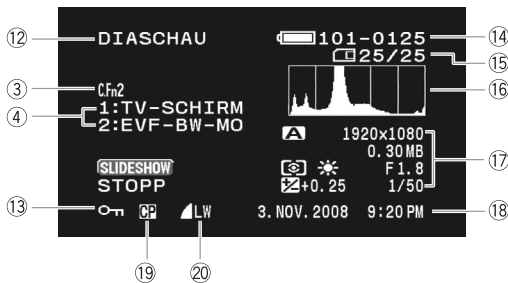 ⑫ DIASCHAU 101-0125 ⑭
25/25 ⑮
③ C.Fn2 ⑯
④ 1:TV-SCHIRM
2:EVF-BW-MO
A 1920x1080 ⑰
0.30MB
SLIDESHOW F1.8
STOPP +0.25 1/50
⑬ CP LW 3.NOV.2008 9:20PM ⑱
⑲ ⑳